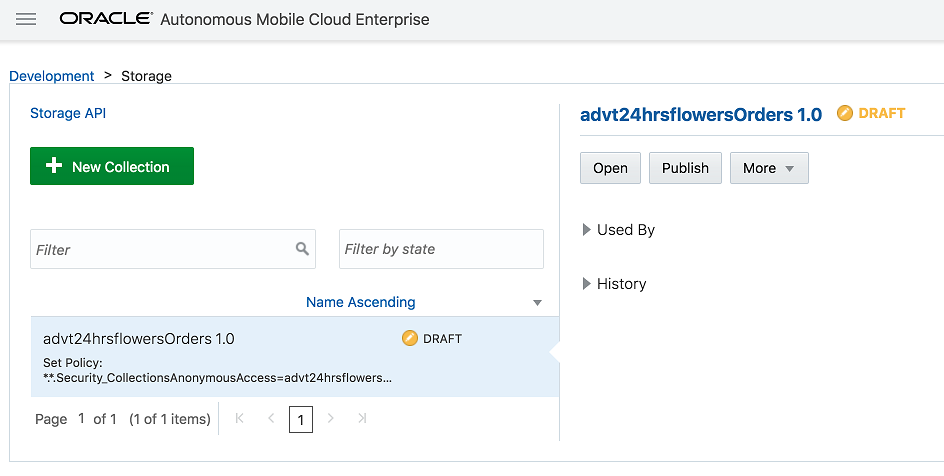 ORACLE® Autonomous Mobile Cloud Enterprise
Development > Storage
Storage API
New Collection
Filter
Filter by state
Name Ascending
advt24hrsflowersOrders 1.0 DRAFT
Set Policy:
*.*.Security_CollectionsAnonymousAccess=advt24hrsflowers...
Page 1 of 1 (1 of 1 items) 1
advt24hrsflowersOrders 1.0 DRAFT
Open Publish More
Used By
History